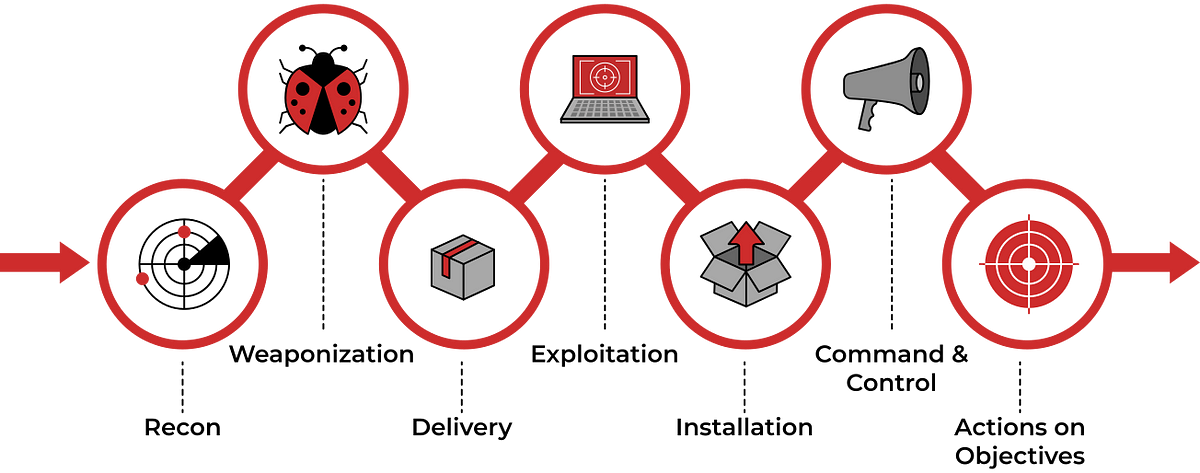 Recon
Weaponization
Delivery
Exploitation
Installation
Command &
Control
Actions on
Objectives